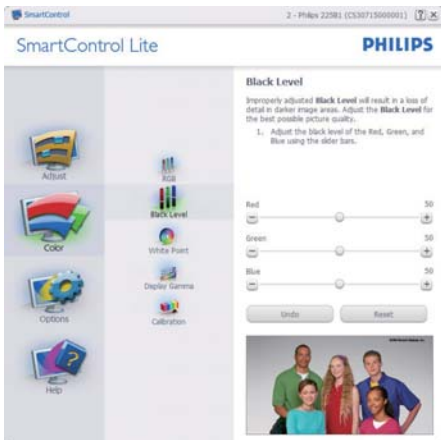 SmartControl
2 - Philips 225B1 (CS30715000001)
SmartControl Lite
PHILIPS
Adjust
Color
Options
Help
RGB
Black Level
White Point
Display Gamma
Calibration
Black Level
Improperly adjusted Black Level will result in a loss of
detail in darker image areas. Adjust the Black Level for
the best possible picture quality.
1. Adjust the black level of the Red, Green, and
Blue using the slider bars.
Red 50
Green 50
Blue 50
Undo Reset